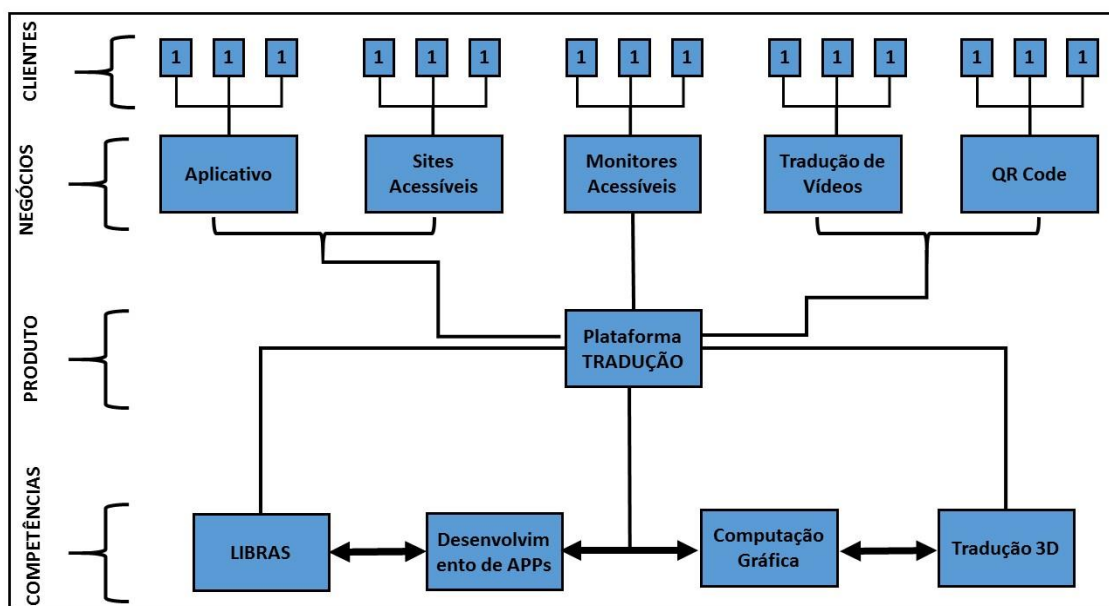 CLIENTES
1 1 1 1 1 1 1 1 1 1 1 1 1 1 1
NEGÓCIOS
Aplicativo
Sites
Acessíveis
Monitores
Acessíveis
Tradução de
Vídeos
QR Code
PRODUTO
Plataforma
TRADUÇÃO
COMPETÊNCIAS
LIBRAS
Desenvolvim
ento de APPs
Computação
Gráfica
Tradução 3D